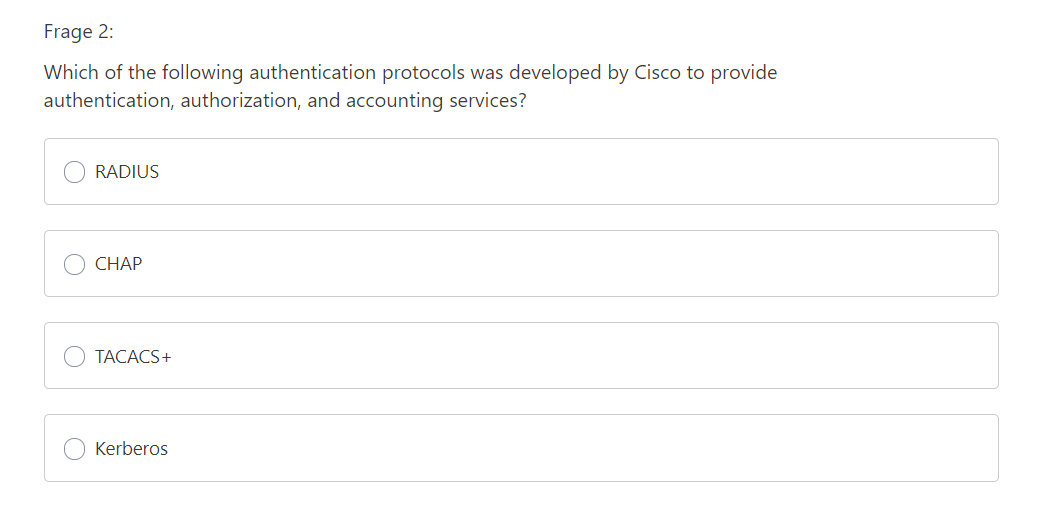 Frage 2:
Which of the following authentication protocols was developed by Cisco to provide
authentication, authorization, and accounting services?
RADIUS
CHAP
TACACS+
Kerberos